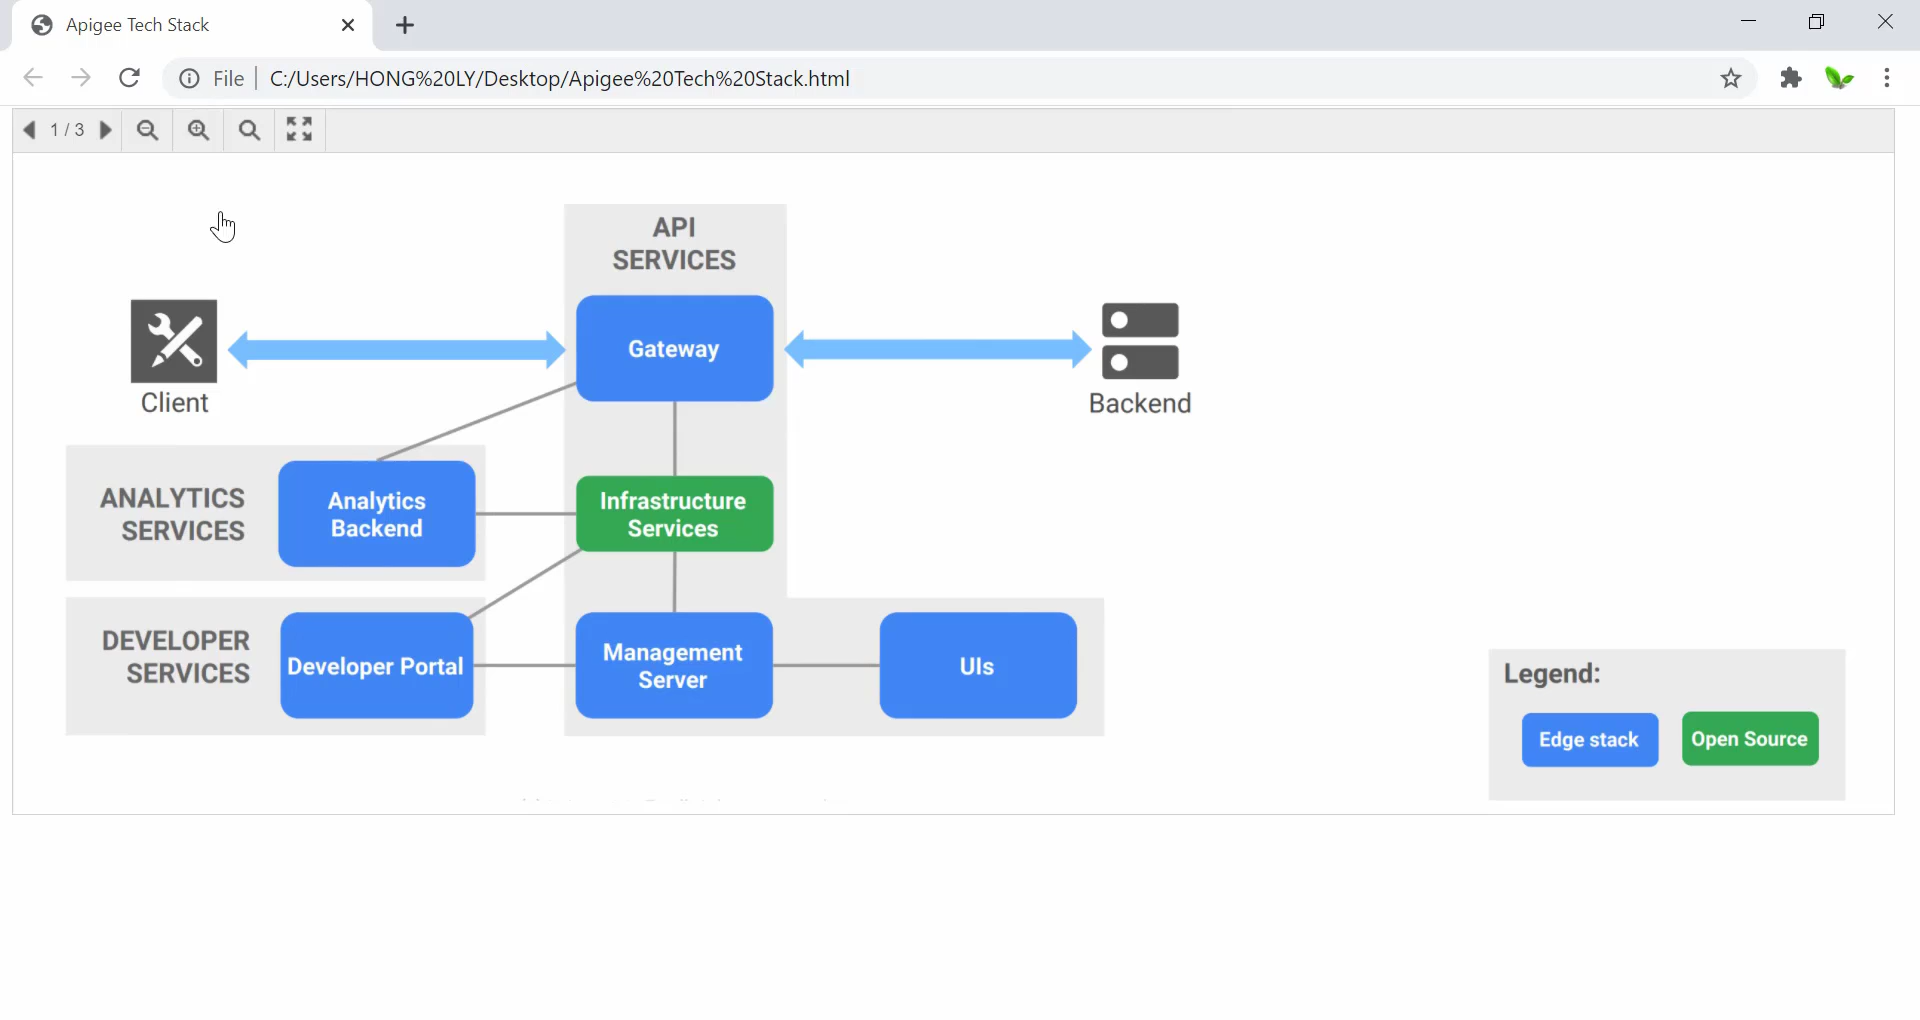 Apigee Tech Stack
File
C:/Users/HONG%20LY/Desktop/Apigee%20Tech%20Stack.html
1 / 3
API
SERVICES
Gateway
Client
Backend
ANALYTICS
SERVICES
Analytics
Backend
Infrastructure
Services
DEVELOPER
SERVICES
Developer Portal
Management
Server
UIs
Legend:
Edge stack
Open Source